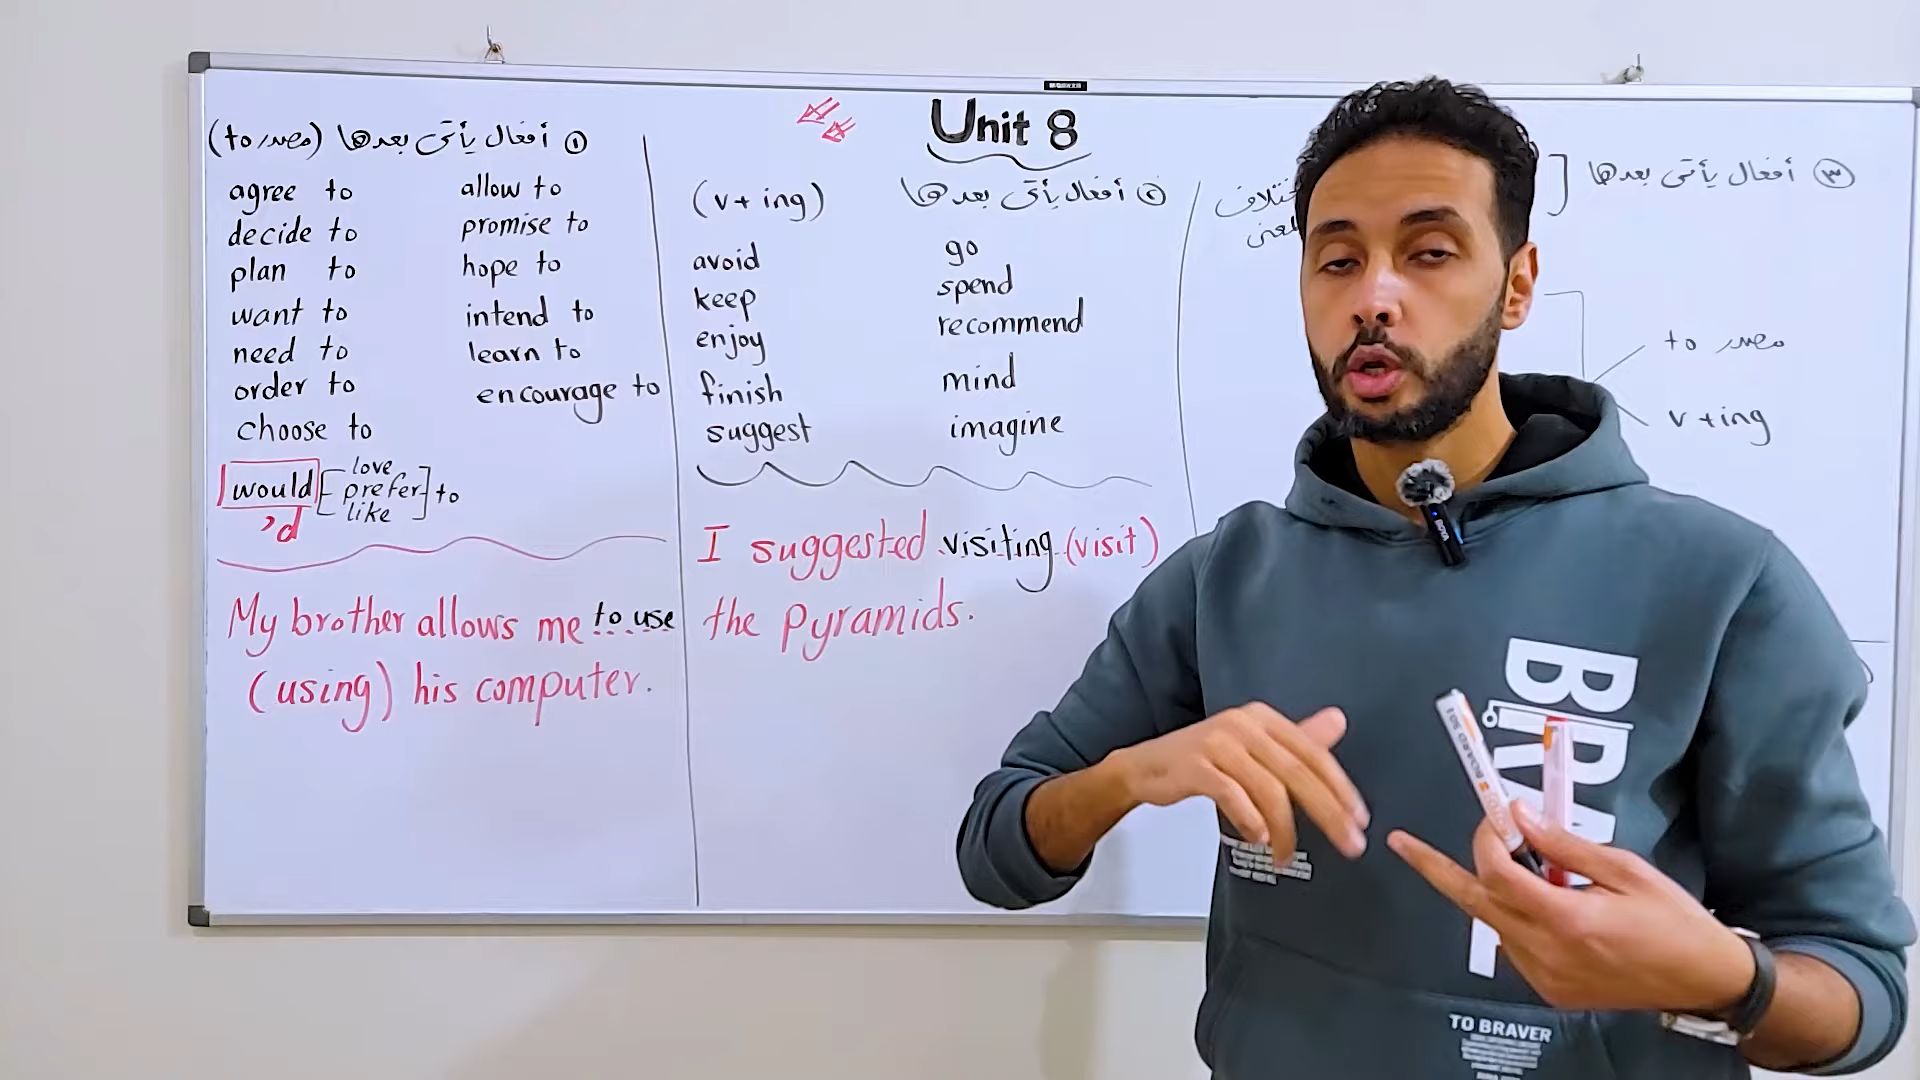 Unit 8
① أفعال يأتى بعدها (to مصدر)
agree to
decide to
plan to
want to
need to
order to
choose to
allow to
promise to
hope to
intend to
learn to
encourage to
would [love prefer like] to
'd
My brother allows me to use
(using) his computer.
② أفعال يأتى بعدها (v+ing)
avoid
keep
enjoy
finish
suggest
go
spend
recommend
mind
imagine
I suggested visiting (visit)
the pyramids.
③ أفعال يأتى بعدها
to مصدر
v+ing
TO BRAVER